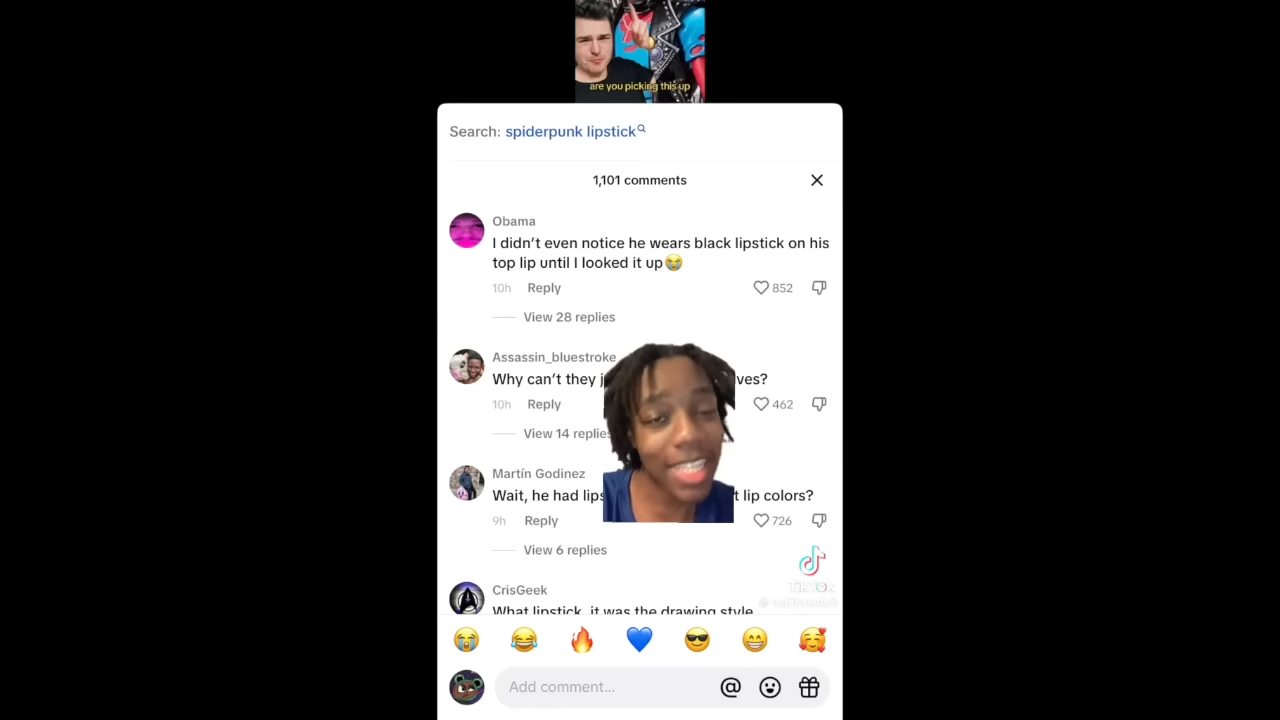 are you picking this up
Search: spiderpunk lipstick
1,101 comments
Obama
I didn't even notice he wears black lipstick on his
top lip until I looked it up😭
10h Reply 852
View 28 replies
Assassin_bluestroke
Why can't they ves?
10h Reply 462
View 14 replies
Martín Godinez
Wait, he had lips t lip colors?
9h Reply 726
View 6 replies
CrisGeek
What lipstick, it was the drawing style
TikTok
Add comment...